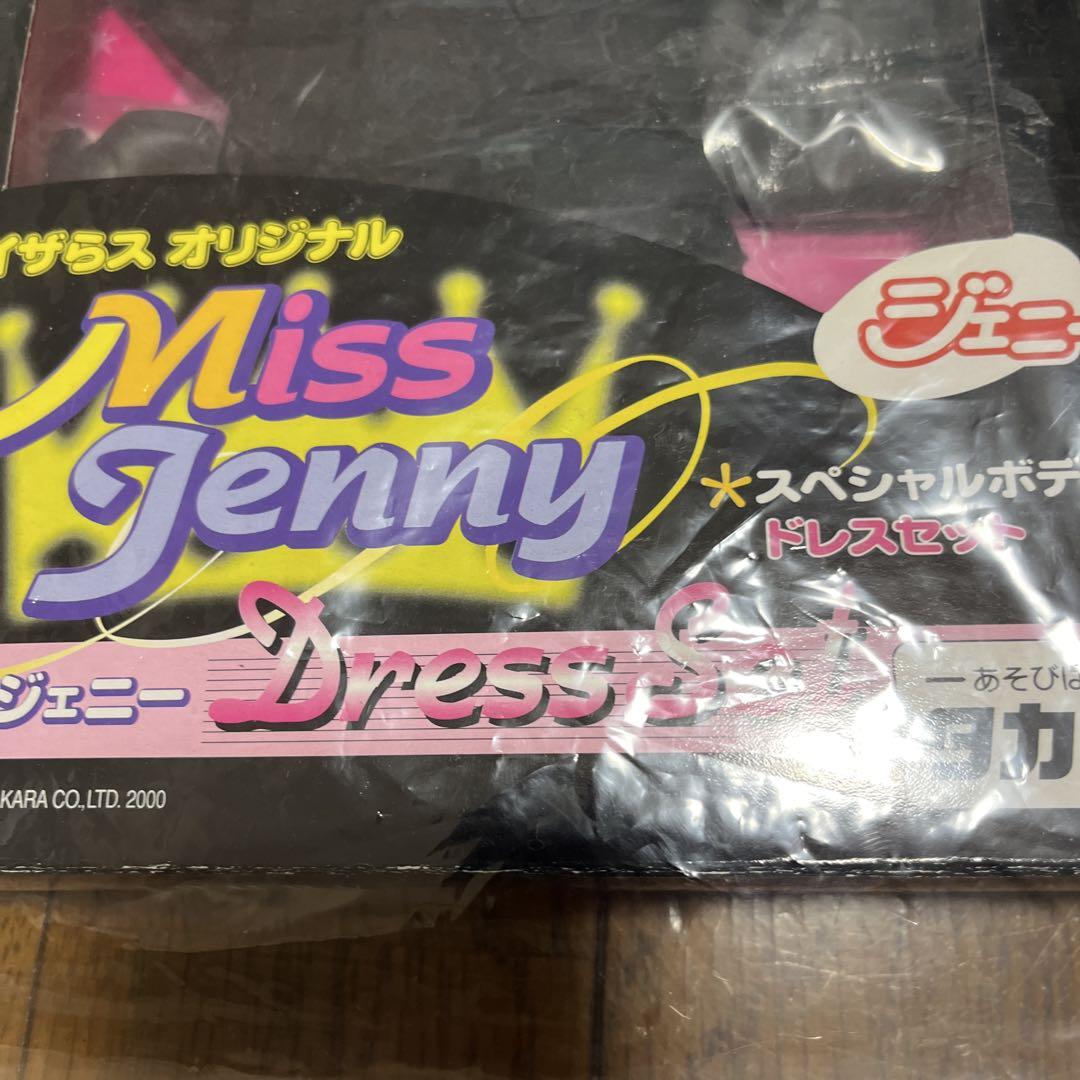 イザらス オリジナル
Miss
Jenny
ジェニー
*スペシャルボデ
ドレスセット
Dress Set
ジェニー
—あそびは
タカ
KARA CO.,LTD. 2000